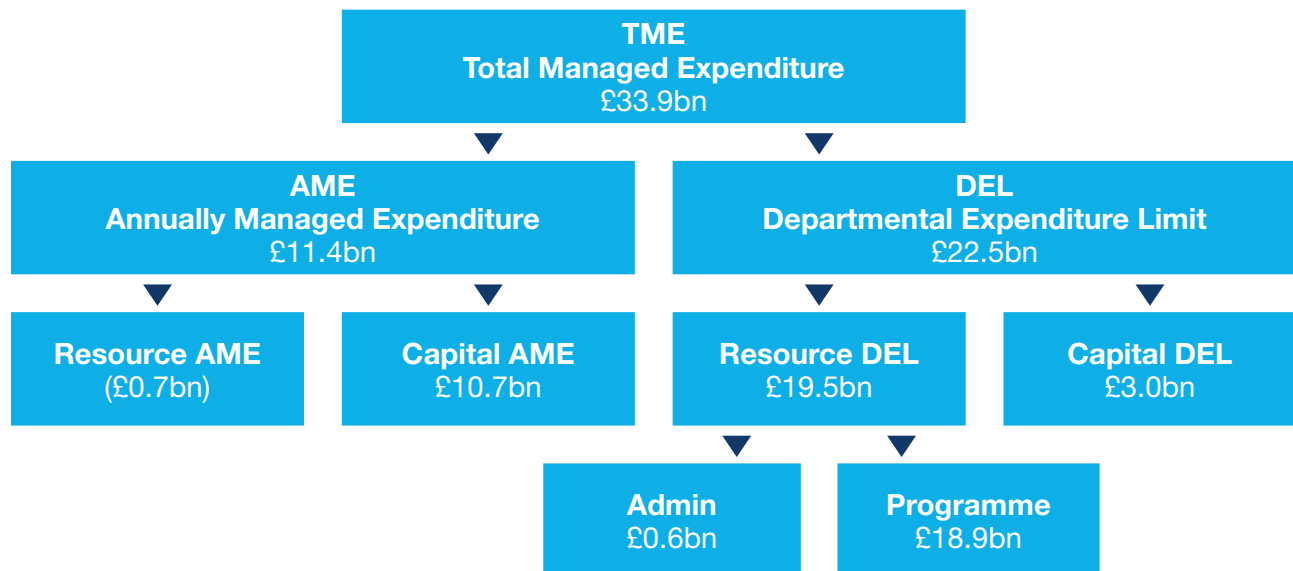 TME
Total Managed Expenditure
£33.9bn
AME
Annually Managed Expenditure
£11.4bn
DEL
Departmental Expenditure Limit
£22.5bn
Resource AME
(£0.7bn)
Capital AME
£10.7bn
Resource DEL
£19.5bn
Capital DEL
£3.0bn
Admin
£0.6bn
Programme
£18.9bn